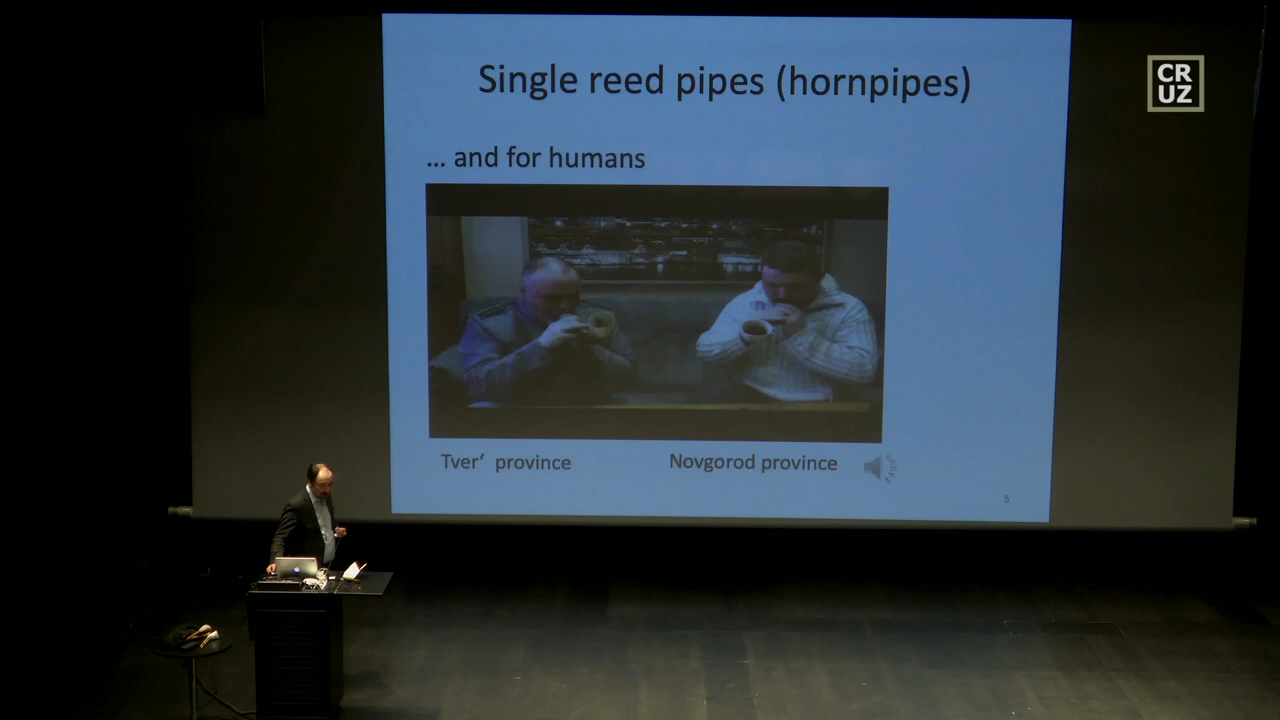 Single reed pipes (hornpipes)
CR
UZ
... and for humans
Tver‘ province
Novgorod province
5